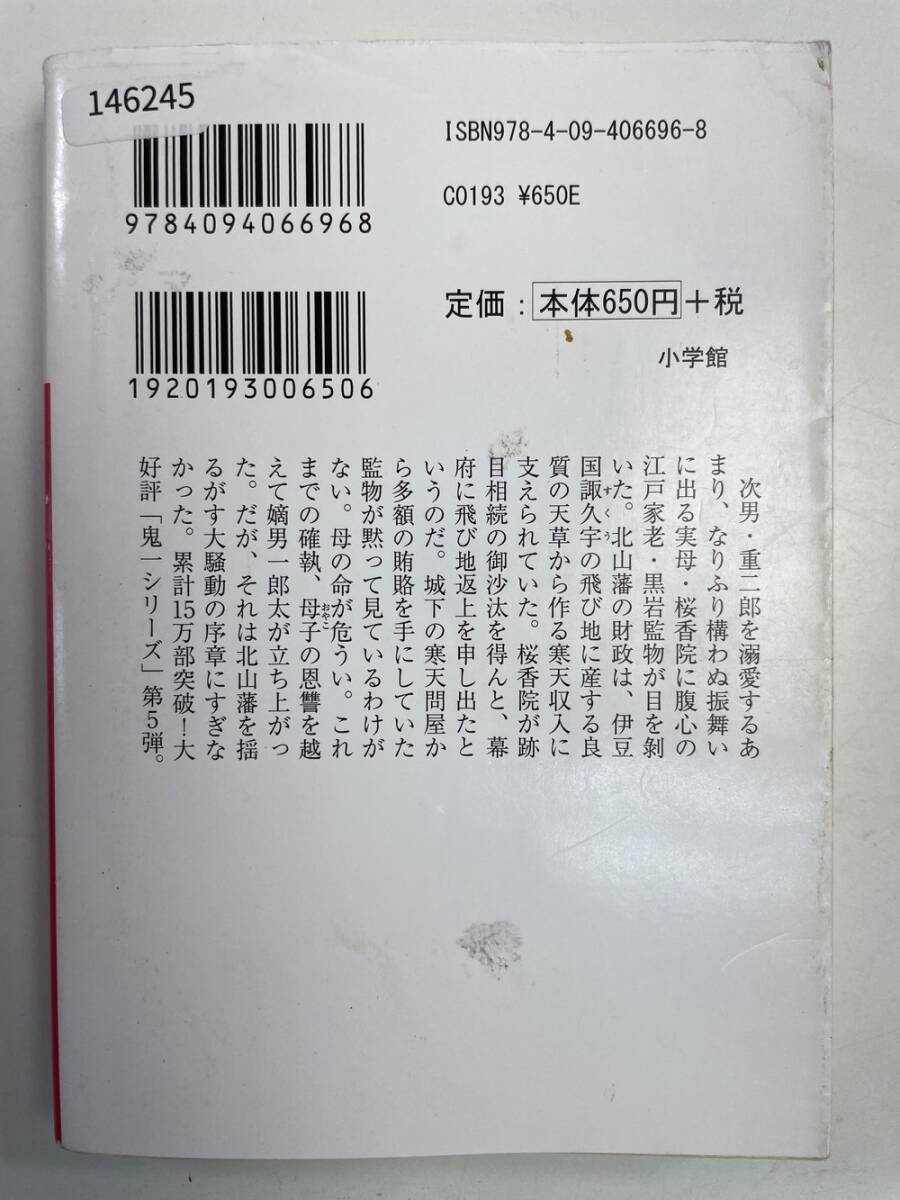 146245
ISBN978-4-09-406696-8
9784094066968
C0193 ¥650E
定価：本体650円＋税
1920193006506
小学館
次男・重二郎を溺愛するあ
まり、なりふり構わぬ振舞い
に出る実母・桜香院に腹心の
江戸家老・黒岩監物が目を剝
いた。北山藩の財政は、伊豆
国諏久宇の飛び地に産する良
すくう
質の天草から作る寒天収入に
支えられていた。桜香院が跡
目相続の御沙汰を得んと、幕
府に飛び地返上を申し出たと
いうのだ。城下の寒天問屋か
ら多額の賄賂を手にしていた
監物が黙って見ているわけが
ない。母の命が危うい。これ
までの確執、母子の恩讐を越
おやこ
えて嫡男一郎太が立ち上がっ
た。だが、それは北山藩を揺
るがす大騒動の序章にすぎな
かった。累計15万部突破！大
好評「鬼一シリーズ」第5弾。